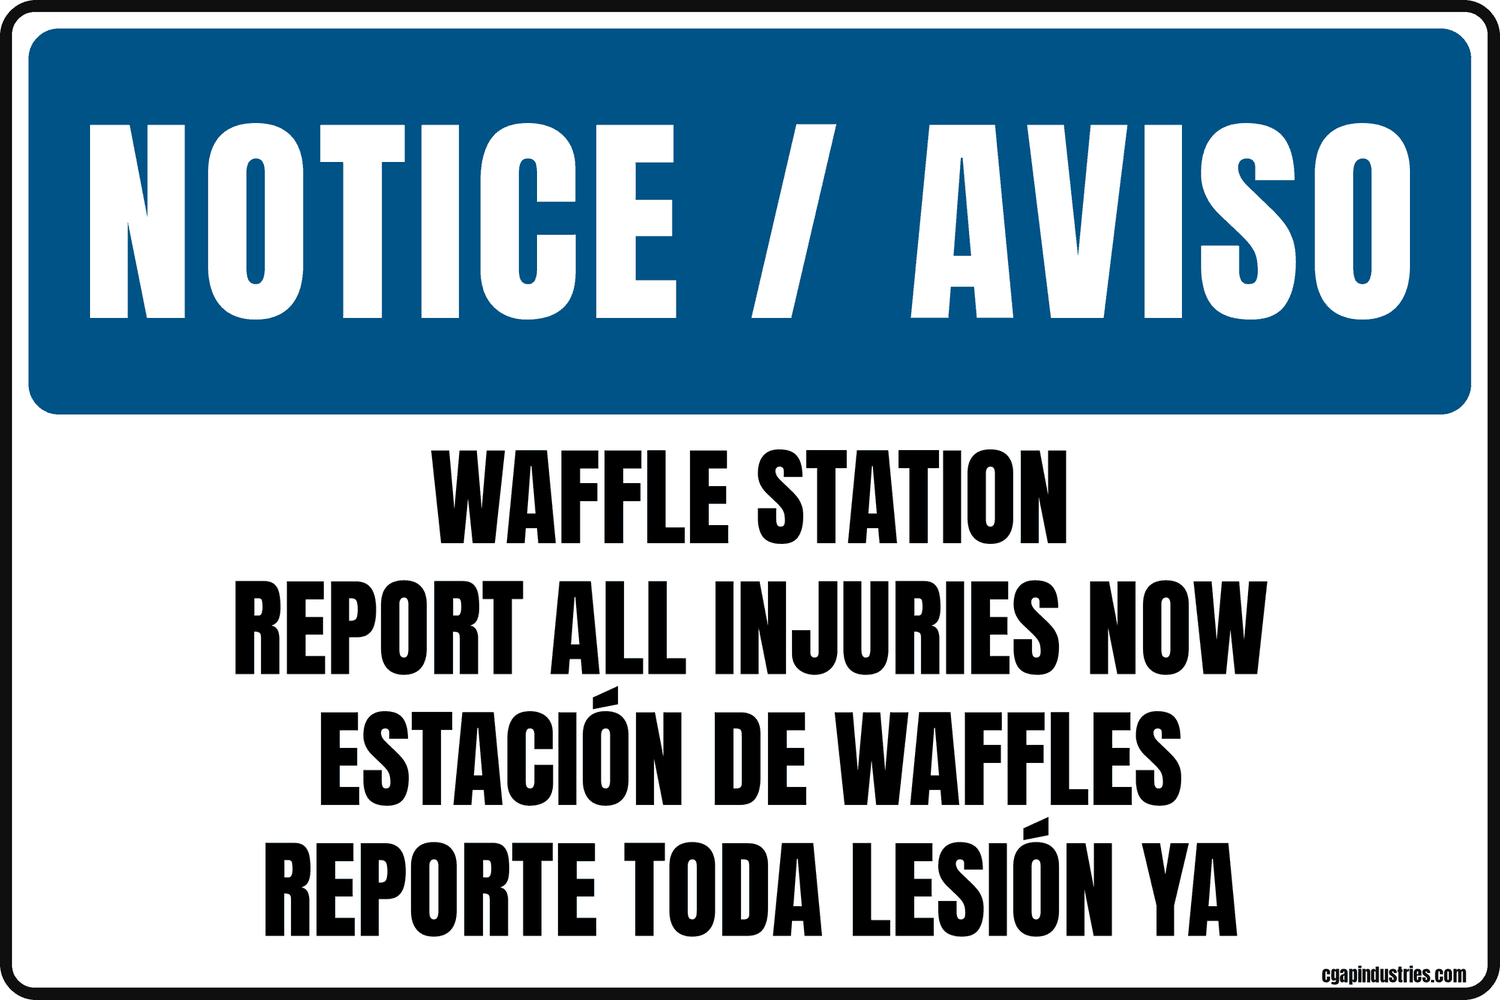 NOTICE / AVISO
WAFFLE STATION
REPORT ALL INJURIES NOW
ESTACIÓN DE WAFFLES
REPORTE TODA LESIÓN YA
cgapindustries.com